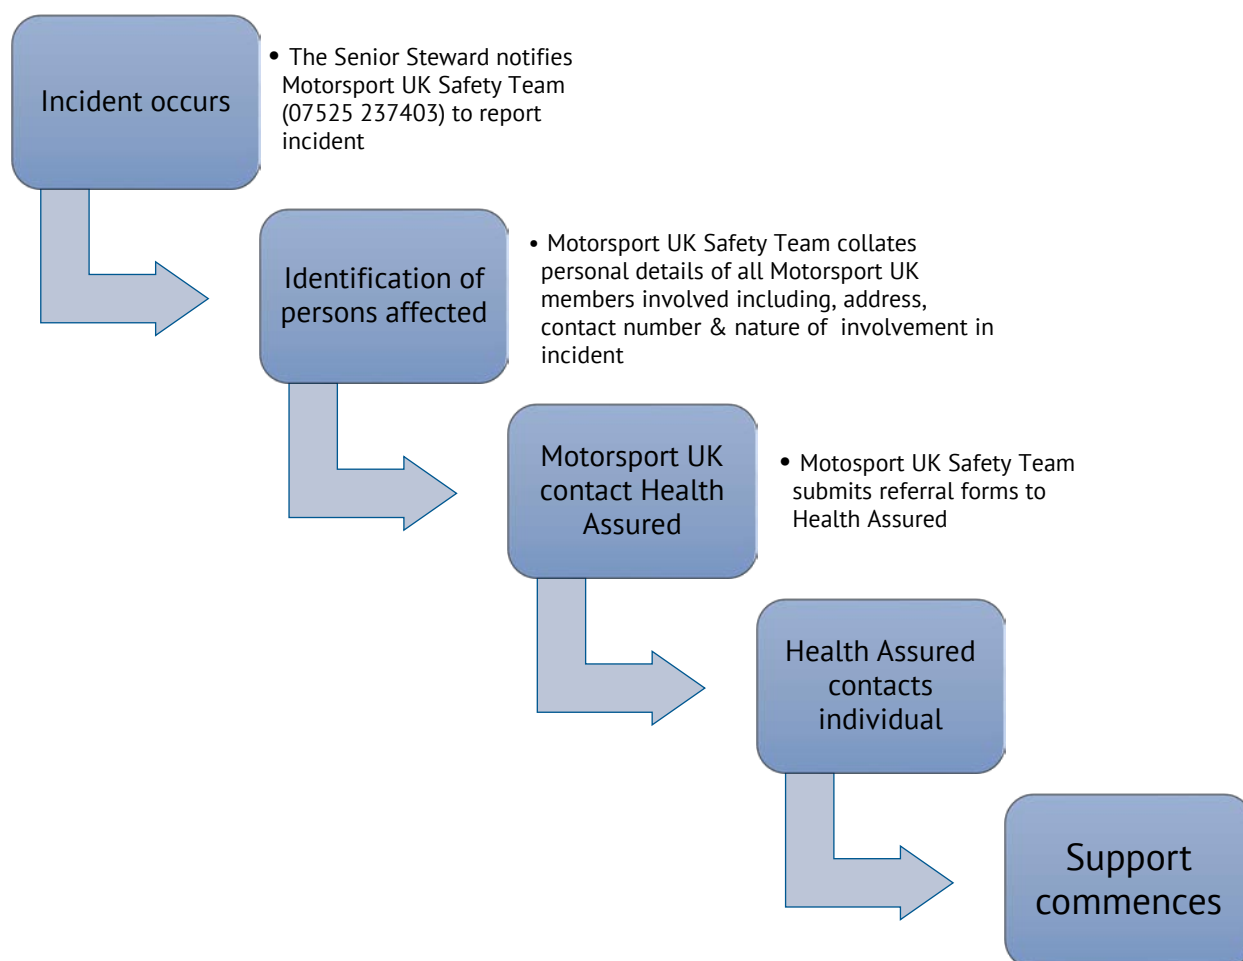 Incident occurs
• The Senior Steward notifies
Motorsport UK Safety Team
(07525 237403) to report
incident
Identification of
persons affected
• Motorsport UK Safety Team collates
personal details of all Motorsport UK
members involved including, address,
contact number & nature of involvement in
incident
Motorsport UK
contact Health
Assured
• Motosport UK Safety Team
submits referral forms to
Health Assured
Health Assured
contacts
individual
Support
commences